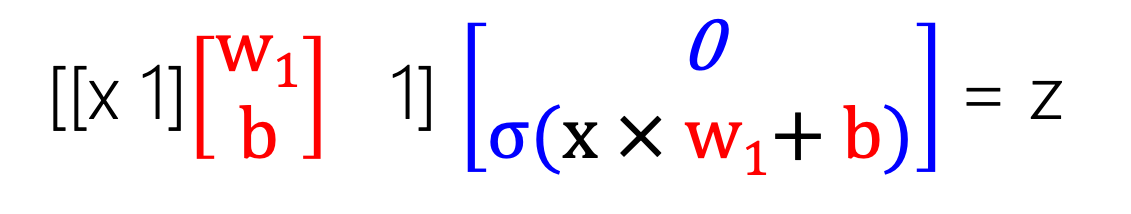 [[x 1] [w₁ b] 1] [0 σ(x × w₁ + b)] = z